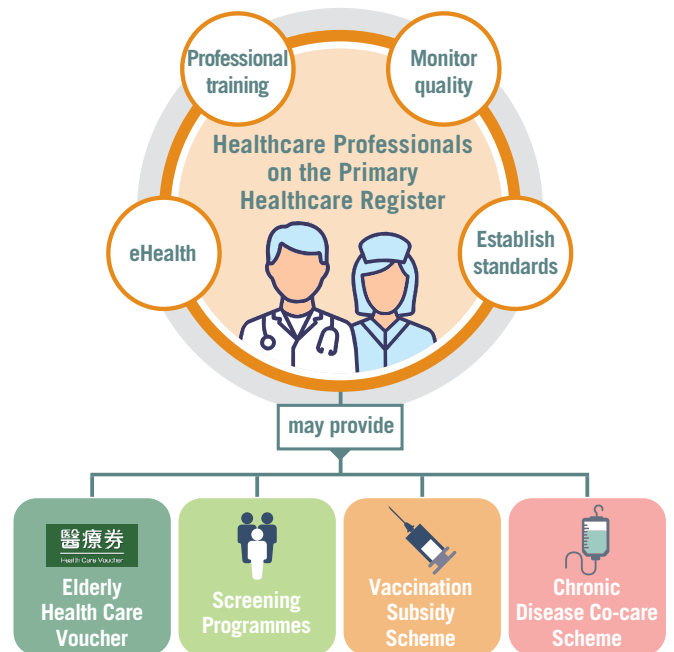 Professional
training
Monitor
quality
Healthcare Professionals
on the Primary
Healthcare Register
eHealth
Establish
standards
may provide
醫療券
Health Care Voucher
Elderly
Health Care
Voucher
Screening
Programmes
Vaccination
Subsidy
Scheme
Chronic
Disease Co-care
Scheme